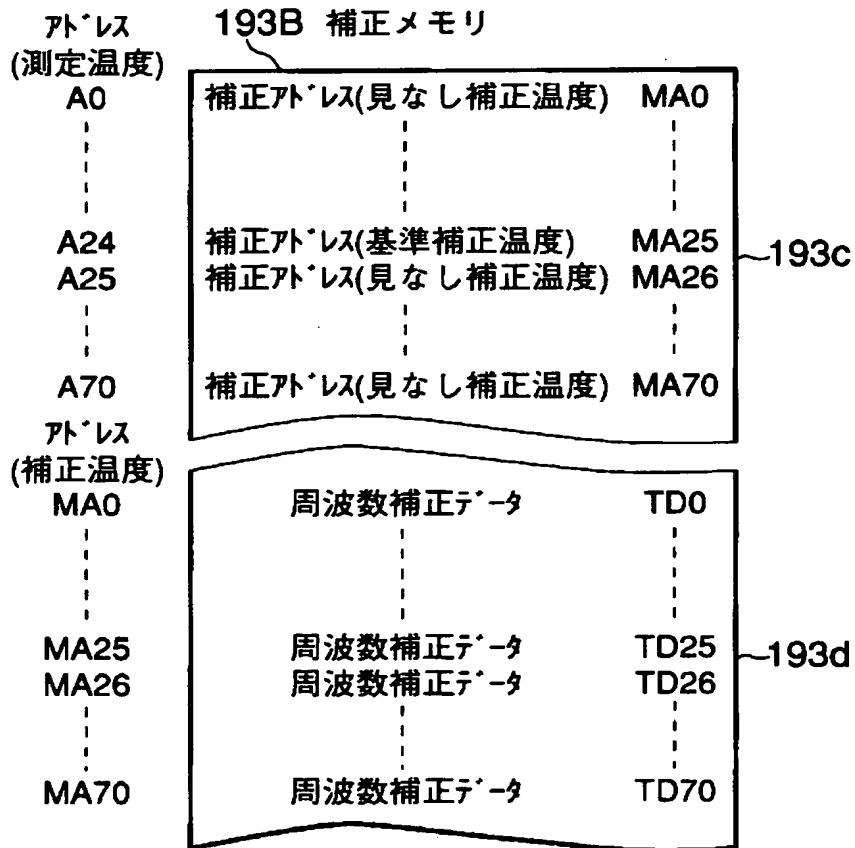 193B 補正メモリ
アドレス
(測定温度)
A0 補正アドレス(見なし補正温度) MA0
A24 補正アドレス(基準補正温度) MA25
193c
A25 補正アドレス(見なし補正温度) MA26
A70 補正アドレス(見なし補正温度) MA70
アドレス
(補正温度)
MA0 周波数補正データ TD0
MA25 周波数補正データ TD25
193d
MA26 周波数補正データ TD26
MA70 周波数補正データ TD70